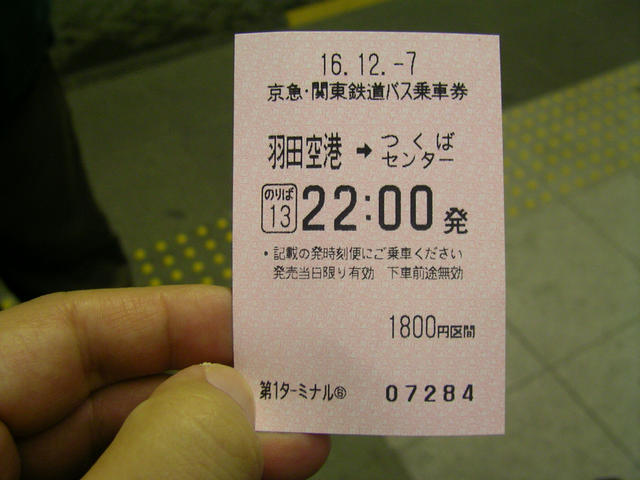 16.12.-7
京急・関東鉄道バス乗車券
羽田空港 → つくばセンター
のりば 13 22:00 発
・記載の発時刻便にご乗車ください
発売当日限り有効 下車前途無効
1800円区間
第1ターミナル 07284